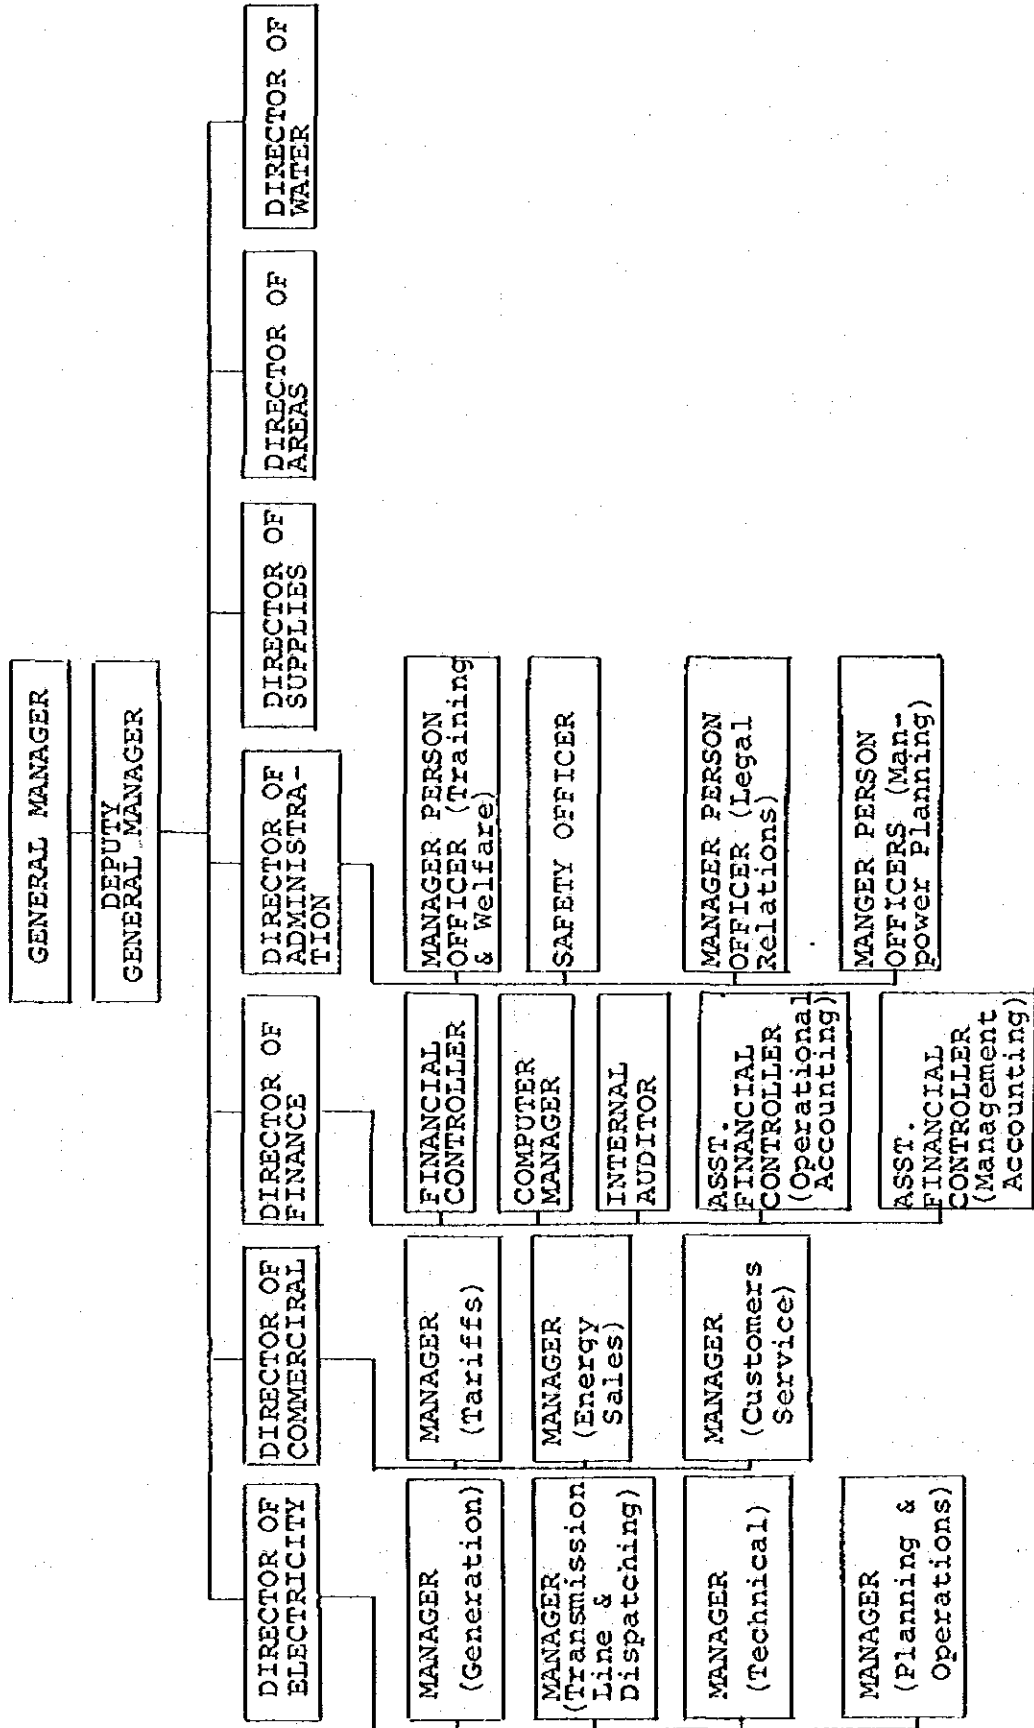 GENERAL MANAGER
DEPUTY
GENERAL MANAGER
DIRECTOR OF
ELECTRICITY
DIRECTOR OF
COMMERCIRAL
DIRECTOR OF
FINANCE
DIRECTOR OF
ADMINISTRA-
TION
DIRECTOR OF
SUPPLIES
DIRECTOR OF
AREAS
DIRECTOR OF
WATER
MANAGER
(Generation)
MANAGER
(Transmission
Line &
Dispatching)
MANAGER
(Technical)
MANAGER
(Planning &
Operations)
MANAGER
(Tariffs)
MANAGER
(Energy
Sales)
MANAGER
(Customers
Service)
FINANCIAL
CONTROLLER
COMPUTER
MANAGER
INTERNAL
AUDITOR
ASST.
FINANCIAL
CONTROLLER
(Operational
Accounting)
ASST.
FINANCIAL
CONTROLLER
(Management
Accounting)
MANAGER PERSON
OFFICER (Training
& Welfare)
SAFETY OFFICER
MANAGER PERSON
OFFICER (Legal
Relations)
MANGER PERSON
OFFICERS (Man-
power Planning)